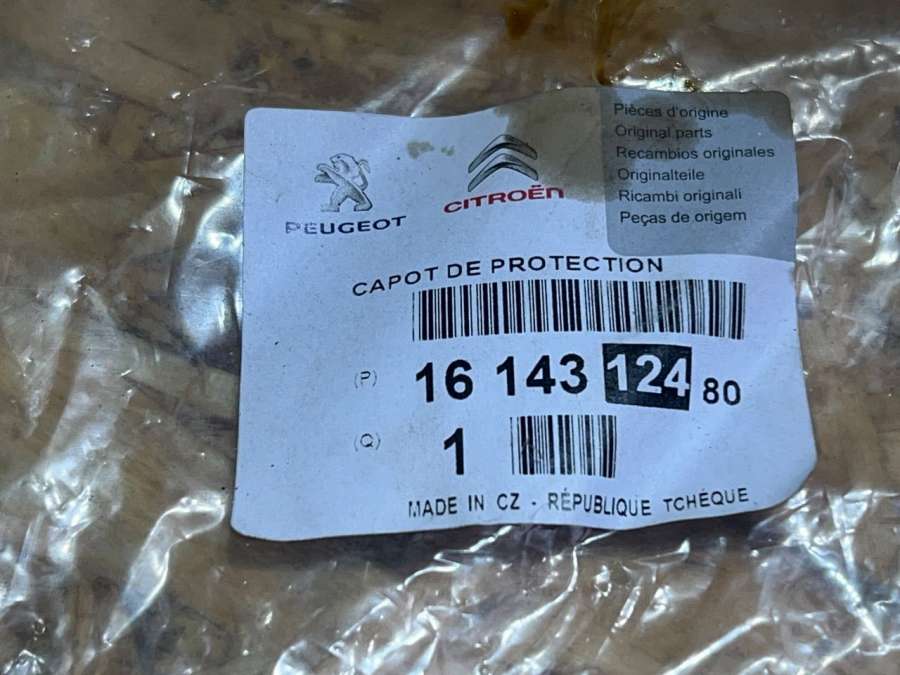 PEUGEOT
CITROËN
Pièces d'origine
Original parts
Recambios originales
Originalteile
Ricambi originali
Peças de origem
CAPOT DE PROTECTION
(P) 16 143 124 80
(Q) 1
MADE IN CZ - RÉPUBLIQUE TCHÈQUE